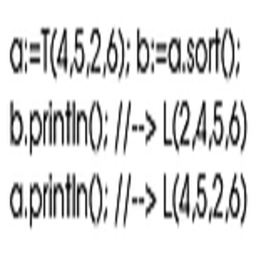 a:=T(4,5,2,6); b:=a.sort();
b.println(); //--> L(2,4,5,6)
a.println(); //--> L(4,5,2,6)